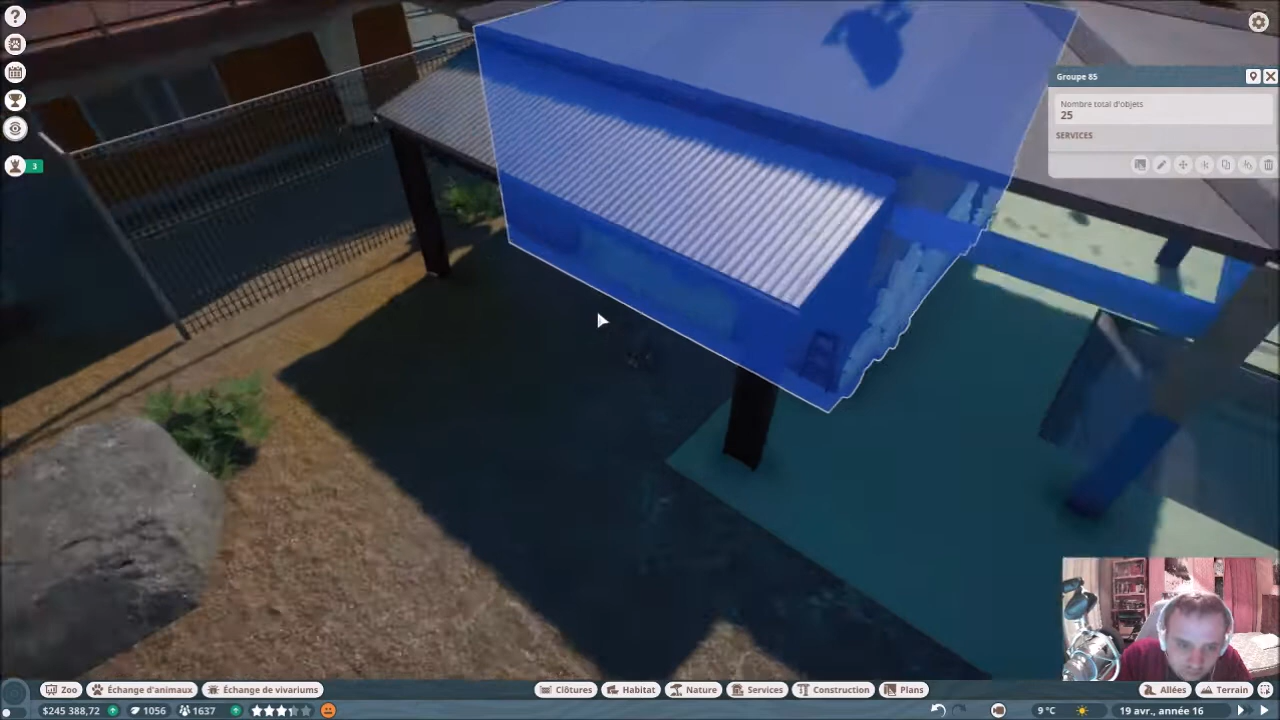 ?
3
Groupe 85
Nombre total d'objets
25
SERVICES
Zoo
Échange d'animaux
Échange de vivariums
Clôtures
Habitat
Nature
Services
Construction
Plans
Allées
Terrain
$245 388,72
1056
1637
9 °C
19 avr., année 16